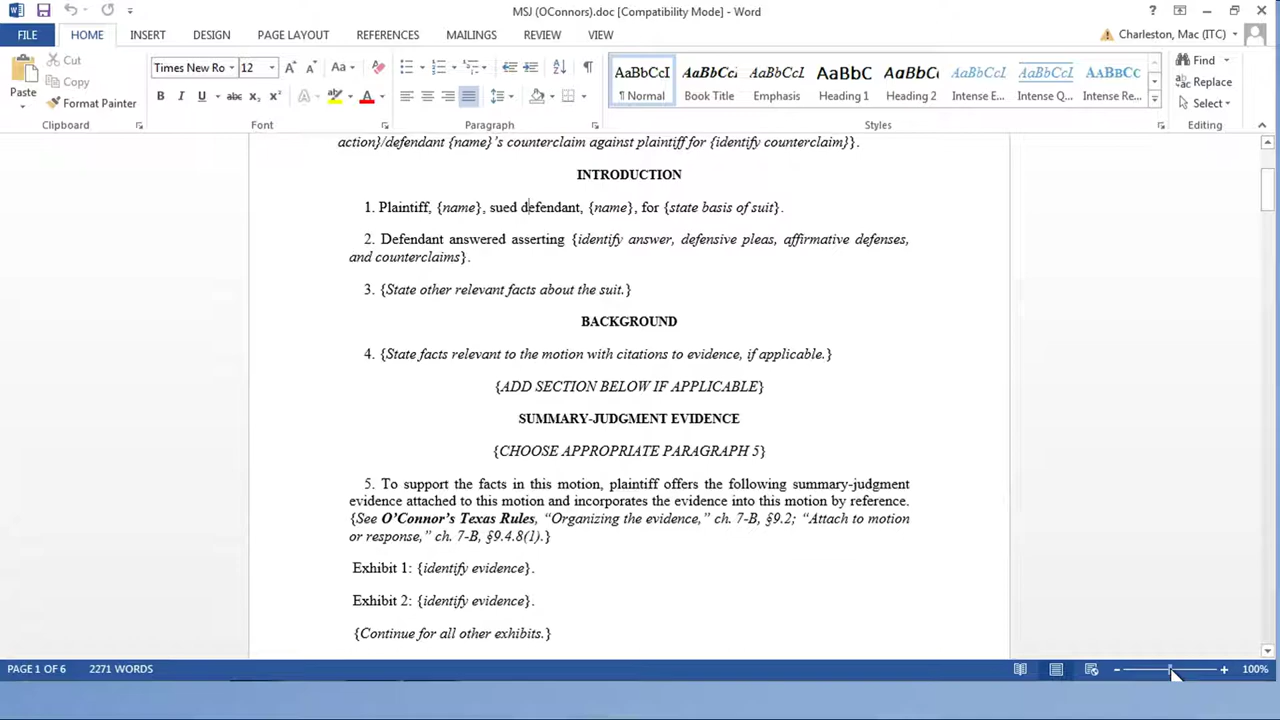 MSJ (OConnors).doc [Compatibility Mode] - Word
FILE HOME INSERT DESIGN PAGE LAYOUT REFERENCES MAILINGS REVIEW VIEW
Charleston, Mac (ITC)
Paste
Cut
Copy
Format Painter
Clipboard
Times New Ro 12
Aa
B I U abc x₂ x²
A A
Font
Paragraph
AaBbCcI AaBbCcI AaBbCcI AaBbC AaBbC AaBbCcI AaBbCcI AABBCC
¶ Normal Book Title Emphasis Heading 1 Heading 2 Intense E... Intense Q... Intense Re...
Styles
Find
Replace
Select
Editing
action}/defendant {name}’s counterclaim against plaintiff for {identify counterclaim}}.
INTRODUCTION
1. Plaintiff, {name}, sued defendant, {name}, for {state basis of suit}.
2. Defendant answered asserting {identify answer, defensive pleas, affirmative defenses,
and counterclaims}.
3. {State other relevant facts about the suit.}
BACKGROUND
4. {State facts relevant to the motion with citations to evidence, if applicable.}
{ADD SECTION BELOW IF APPLICABLE}
SUMMARY-JUDGMENT EVIDENCE
{CHOOSE APPROPRIATE PARAGRAPH 5}
5. To support the facts in this motion, plaintiff offers the following summary-judgment
evidence attached to this motion and incorporates the evidence into this motion by reference.
{See O’Connor’s Texas Rules, “Organizing the evidence,” ch. 7-B, §9.2; “Attach to motion
or response,” ch. 7-B, §9.4.8(1).}
Exhibit 1: {identify evidence}.
Exhibit 2: {identify evidence}.
{Continue for all other exhibits.}
PAGE 1 OF 6 2271 WORDS
100%